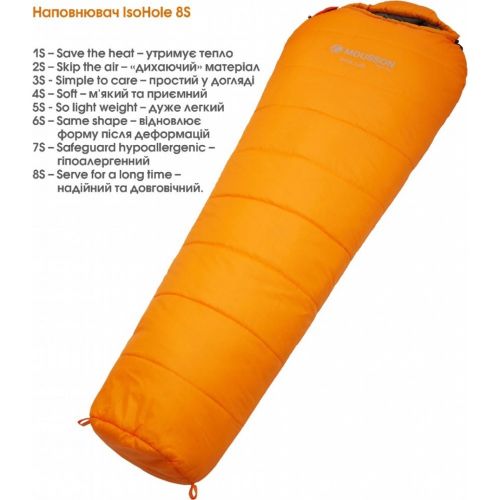 Наповнювач IsoHole 8S
1S – Save the heat – утримує тепло
2S – Skip the air – «дихаючий» матеріал
3S - Simple to care – простий у догляді
4S – Soft – м'який та приємний
5S - So light weight – дуже легкий
6S – Same shape – відновлює
форму після деформацій
7S – Safeguard hypoallergenic –
гіпоалергенний
8S – Serve for a long time –
надійний та довговічний.
MOUSSON